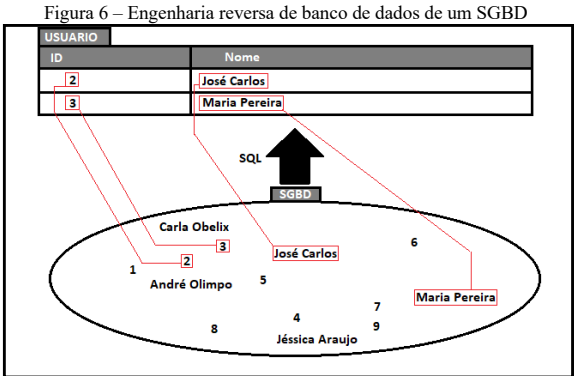 Figura 6 – Engenharia reversa de banco de dados de um SGBD
USUARIO
ID Nome
2 José Carlos
3 Maria Pereira
SQL
SGBD
Carla Obelix
3
6
José Carlos
2
1
5
André Olimpo
Maria Pereira
7
4
9
8
Jéssica Araujo